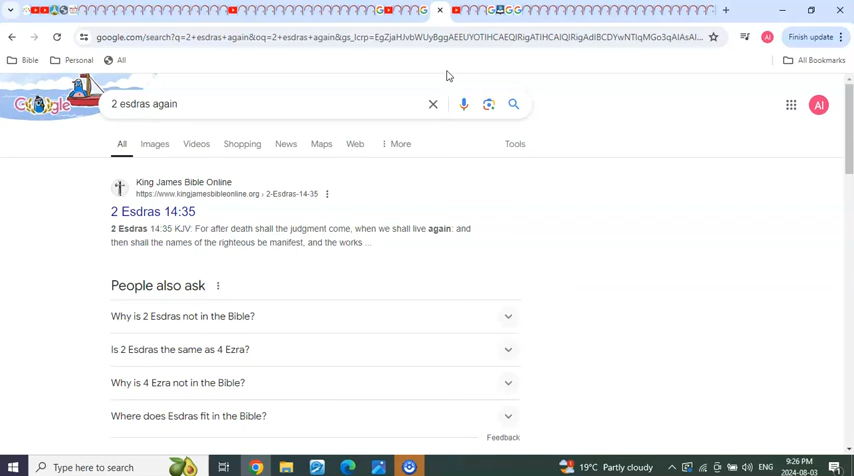 google.com/search?q=2+esdras+again&oq=2+esdras+again&gs_lcrp=EgZjaHJvbWUyBggAEEUYOTIHCAEQIRigATIHCAIQIRigAdIBCDYwNTlqMGo3qAIAsAI...
Finish update
Bible
Personal
All
All Bookmarks
Google
2 esdras again
AI
All
Images
Videos
Shopping
News
Maps
Web
More
Tools
King James Bible Online
https://www.kingjamesbibleonline.org › 2-Esdras-14-35
2 Esdras 14:35
2 Esdras 14:35 KJV: For after death shall the judgment come, when we shall live again: and
then shall the names of the righteous be manifest, and the works ...
People also ask
Why is 2 Esdras not in the Bible?
Is 2 Esdras the same as 4 Ezra?
Why is 4 Ezra not in the Bible?
Where does Esdras fit in the Bible?
Feedback
Type here to search
19°C Partly cloudy
ENG
9:26 PM
2024-08-03